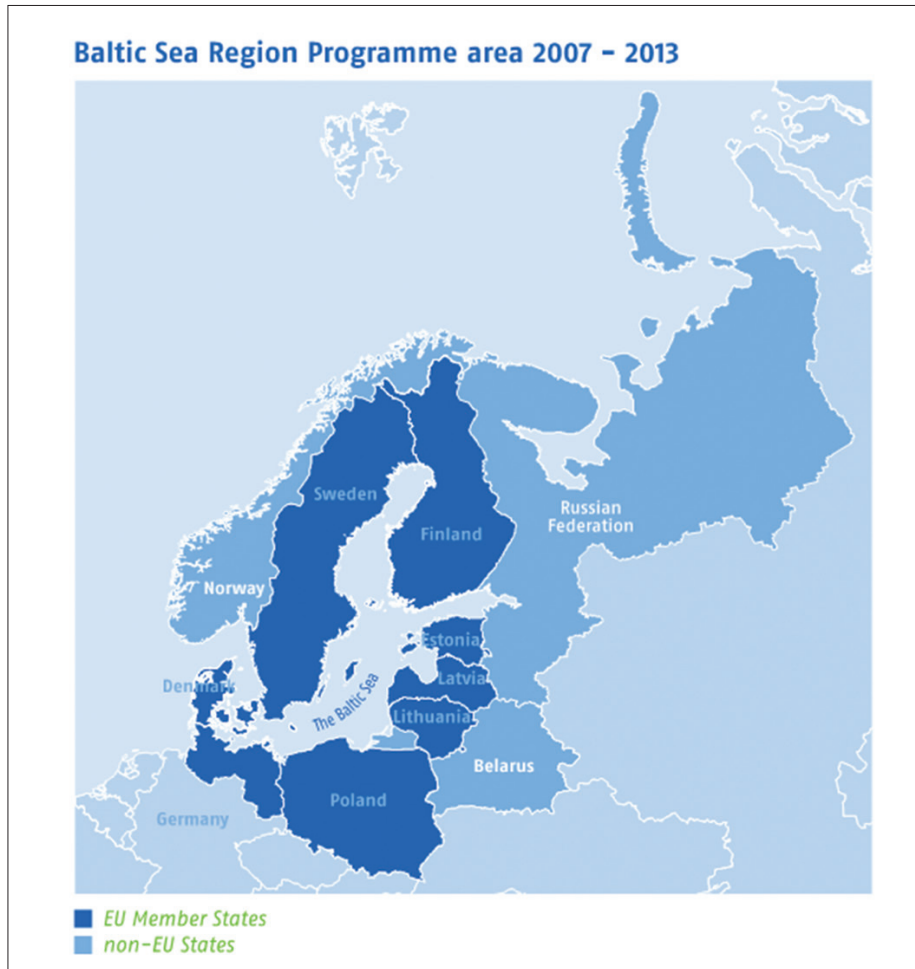 Baltic Sea Region Programme area 2007 – 2013
Sweden
Finland
Russian
Federation
Norway
Estonia
Denmark
Latvia
The Baltic Sea
Lithuania
Belarus
Poland
Germany
EU Member States
non-EU States